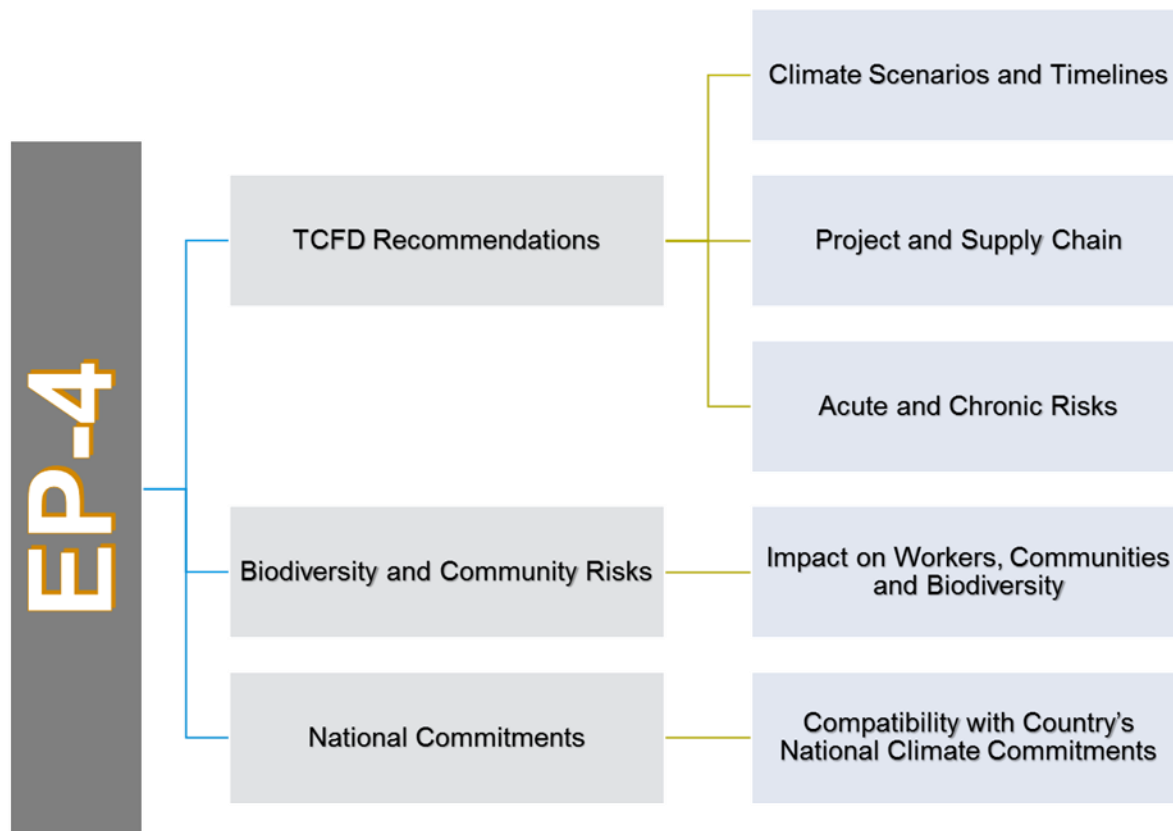 EP-4
TCFD Recommendations
Climate Scenarios and Timelines
Project and Supply Chain
Acute and Chronic Risks
Biodiversity and Community Risks
Impact on Workers, Communities
and Biodiversity
National Commitments
Compatibility with Country’s
National Climate Commitments